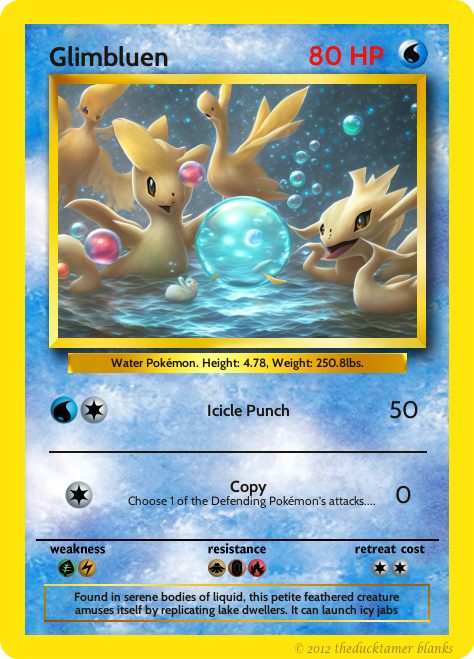 Glimbluen 80 HP
Water Pokémon. Height: 4.78, Weight: 250.8lbs.
Icicle Punch 50
Copy
Choose 1 of the Defending Pokémon's attacks.... 0
weakness resistance retreat cost
Found in serene bodies of liquid, this petite feathered creature
amuses itself by replicating lake dwellers. It can launch icy jabs
© 2012 theducktamer blanks